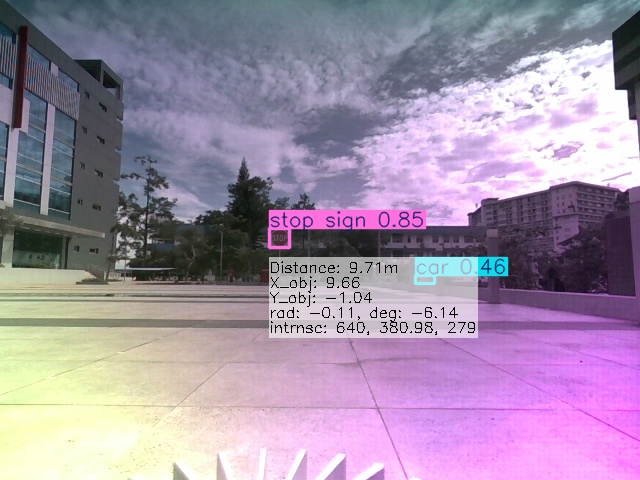 stop sign 0.85
car 0.46
Distance: 9.71m
X_obj: 9.66
Y_obj: −1.04
rad: −0.11, deg: −6.14
intrnsc: 640, 380.98, 279